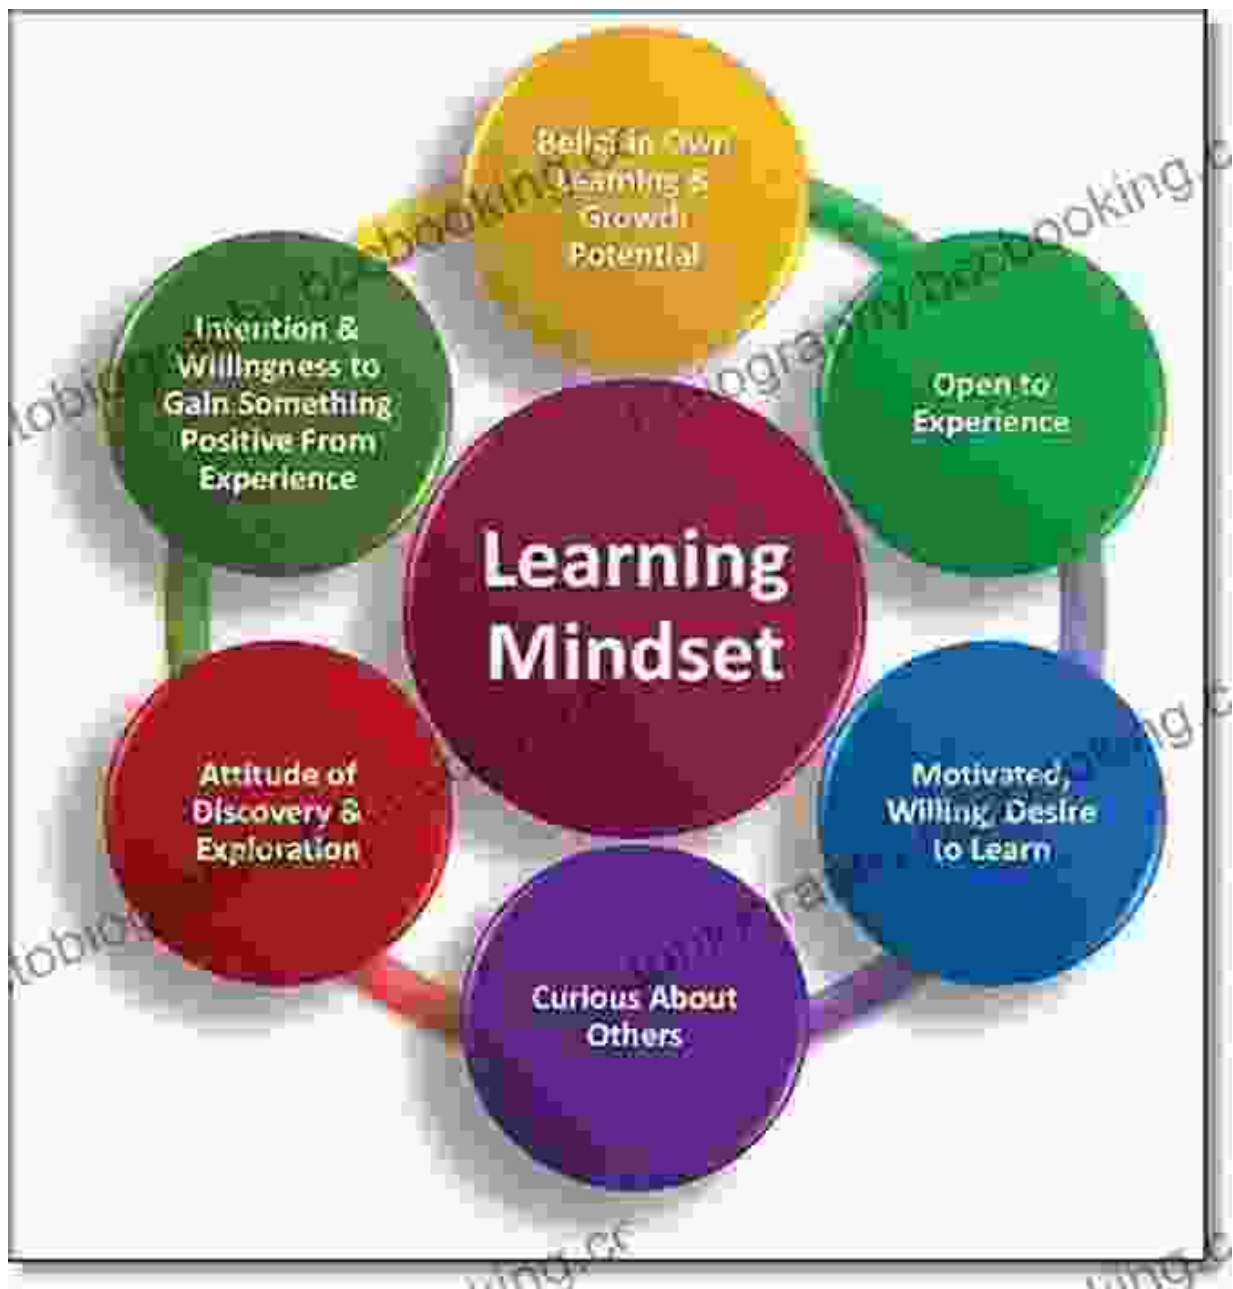 Belief in Own
Learning &
Growth
Potential
Open to
Experience
Motivated,
Willing, Desire
to Learn
Curious About
Others
Attitude of
Discovery &
Exploration
Intention &
Willingness to
Gain Something
Positive From
Experience
Learning
Mindset